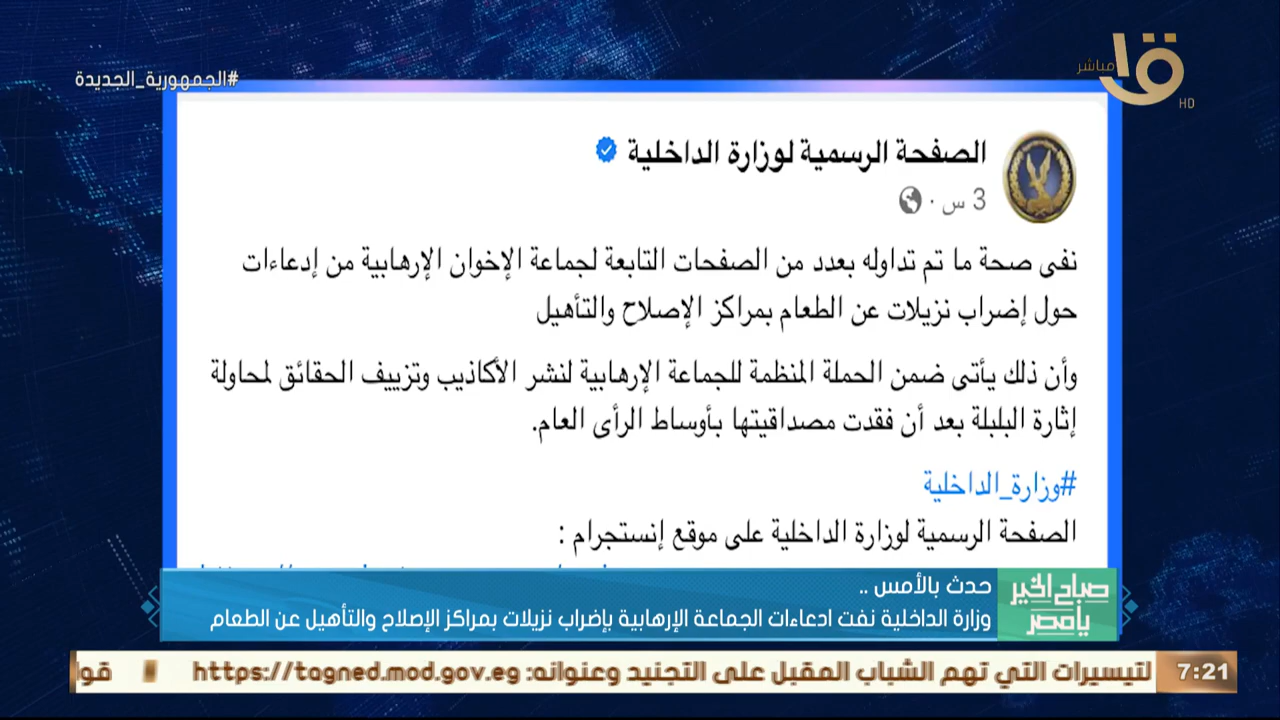 #الجمهورية_الجديدة
مباشر
HD
الصفحة الرسمية لوزارة الداخلية
3 س ·
نفى صحة ما تم تداوله بعدد من الصفحات التابعة لجماعة الإخوان الإرهابية من إدعاءات
حول إضراب نزيلات عن الطعام بمراكز الإصلاح والتأهيل
وأن ذلك يأتى ضمن الحملة المنظمة للجماعة الإرهابية لنشر الأكاذيب وتزييف الحقائق لمحاولة
إثارة البلبلة بعد أن فقدت مصداقيتها بأوساط الرأى العام.
#وزارة_الداخلية
الصفحة الرسمية لوزارة الداخلية على موقع إنستجرام :
صباح الخير
يا مصر
حدث بالأمس ..
وزارة الداخلية نفت ادعاءات الجماعة الإرهابية بإضراب نزيلات بمراكز الإصلاح والتأهيل عن الطعام
7:21
لتيسيرات التي تهم الشباب المقبل على التجنيد وعنوانه: https://tagned.mod.gov.eg